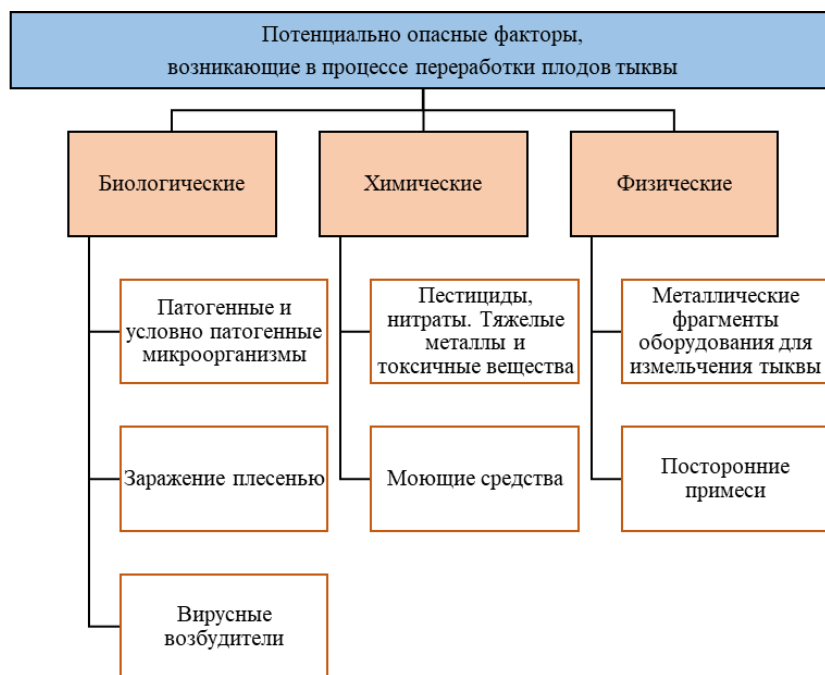 Потенциально опасные факторы,
возникающие в процессе переработки плодов тыквы
Биологические
Химические
Физические
Патогенные и
условно патогенные
микроорганизмы
Пестициды,
нитраты. Тяжелые
металлы и
токсичные вещества
Металлические
фрагменты
оборудования для
измельчения тыквы
Заражение плесенью
Моющие средства
Посторонние
примеси
Вирусные
возбудители